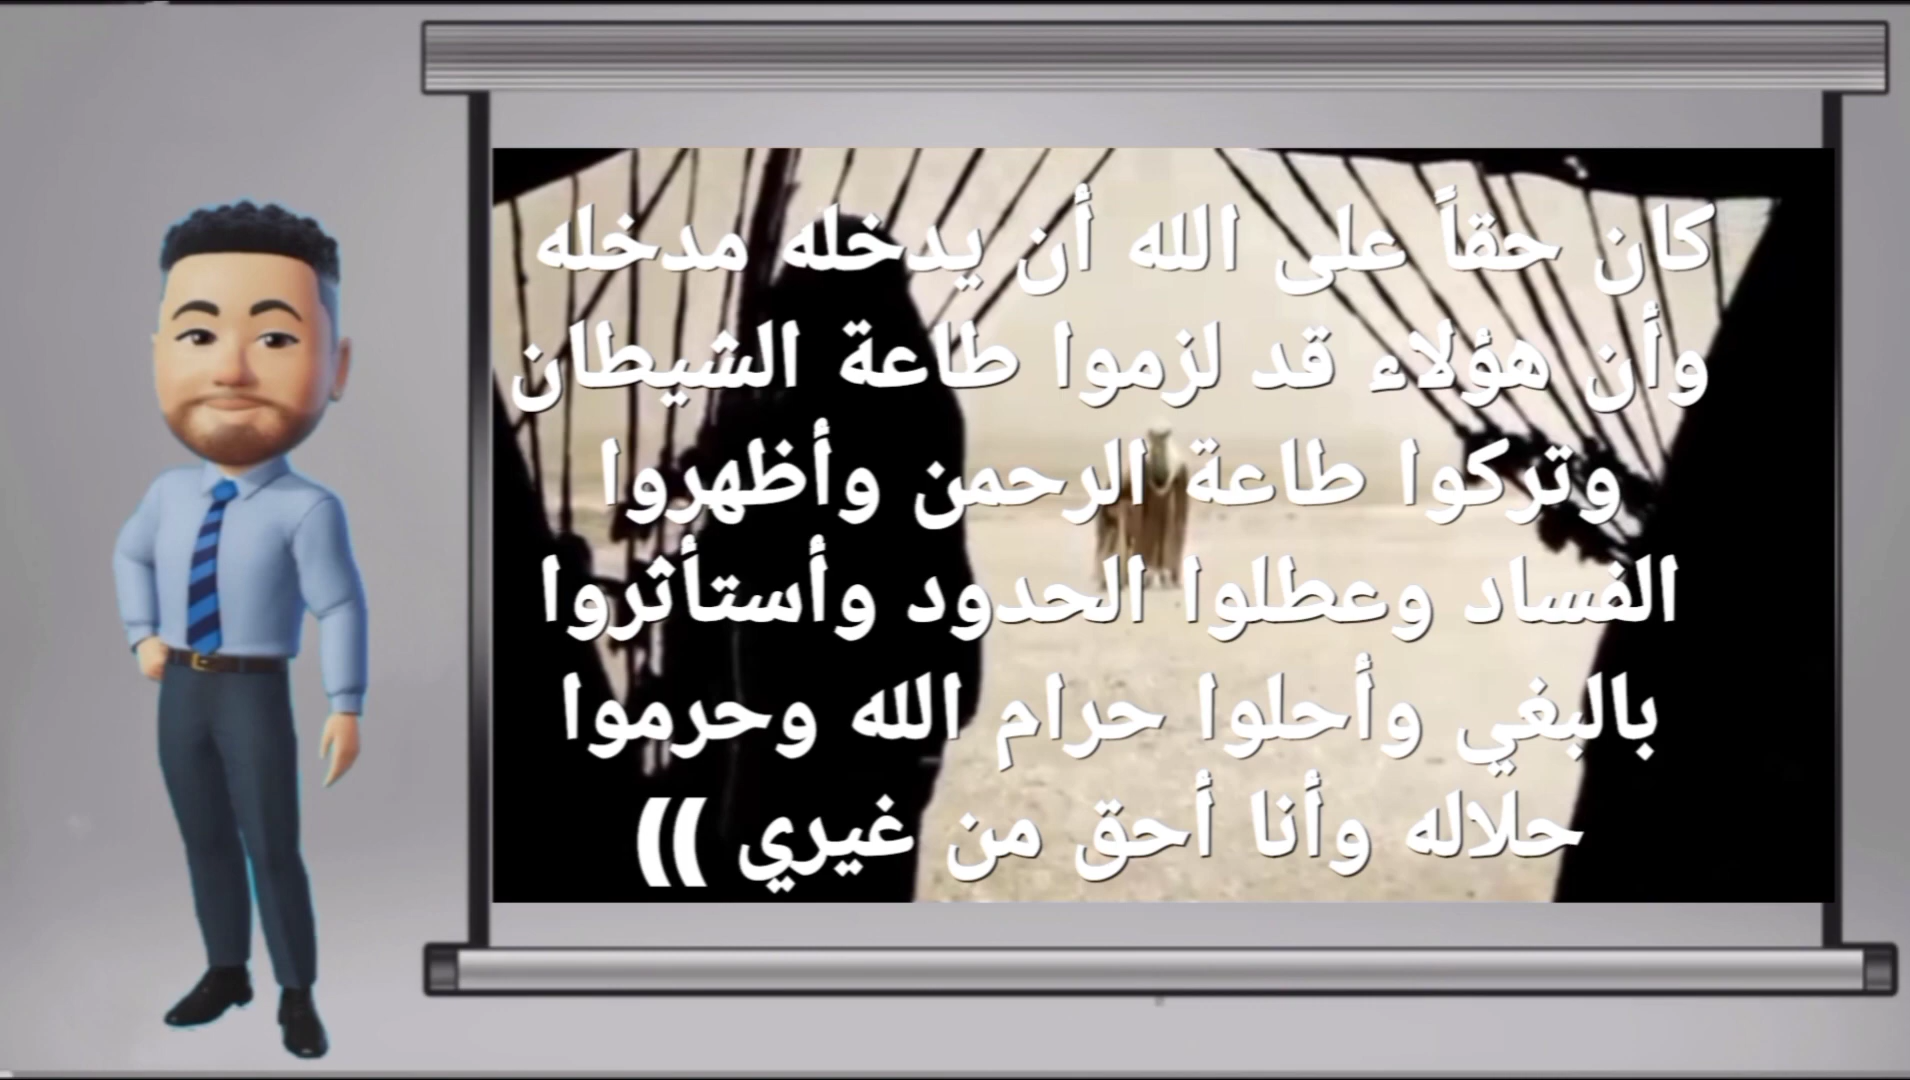 كان حقاً على الله أن يدخله مدخله
وأن هؤلاء قد لزموا طاعة الشيطان
وتركوا طاعة الرحمن وأظهروا
الفساد وعطلوا الحدود وأستأثروا
بالبغي وأحلوا حرام الله وحرموا
حلاله وأنا أحق من غيري ))